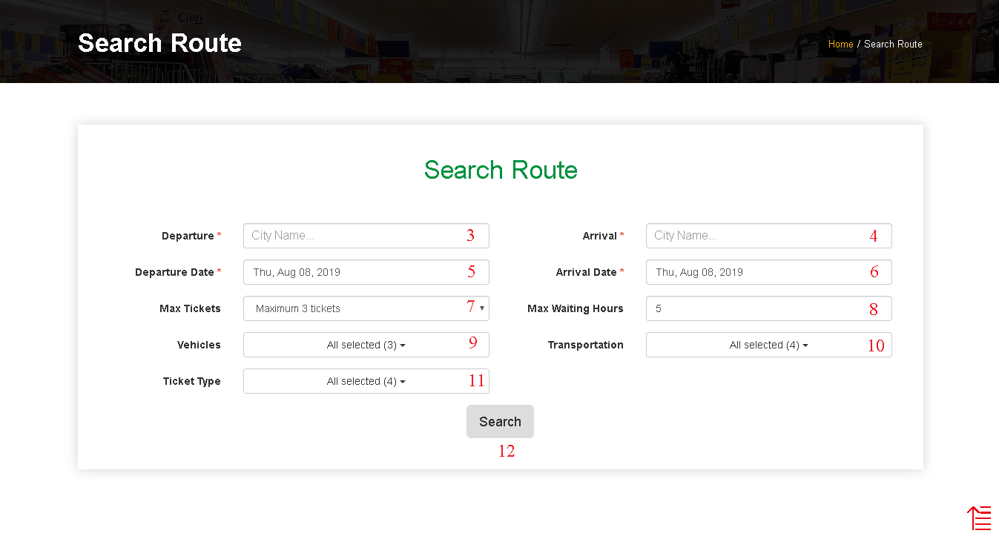 Cien
Search Route
Home / Search Route
Search Route
Departure * City Name... 3 Arrival * City Name... 4
Departure Date * Thu, Aug 08, 2019 5 Arrival Date * Thu, Aug 08, 2019 6
Max Tickets Maximum 3 tickets 7 Max Waiting Hours 5 8
Vehicles All selected (3) 9 Transportation All selected (4) 10
Ticket Type All selected (4) 11
Search
12